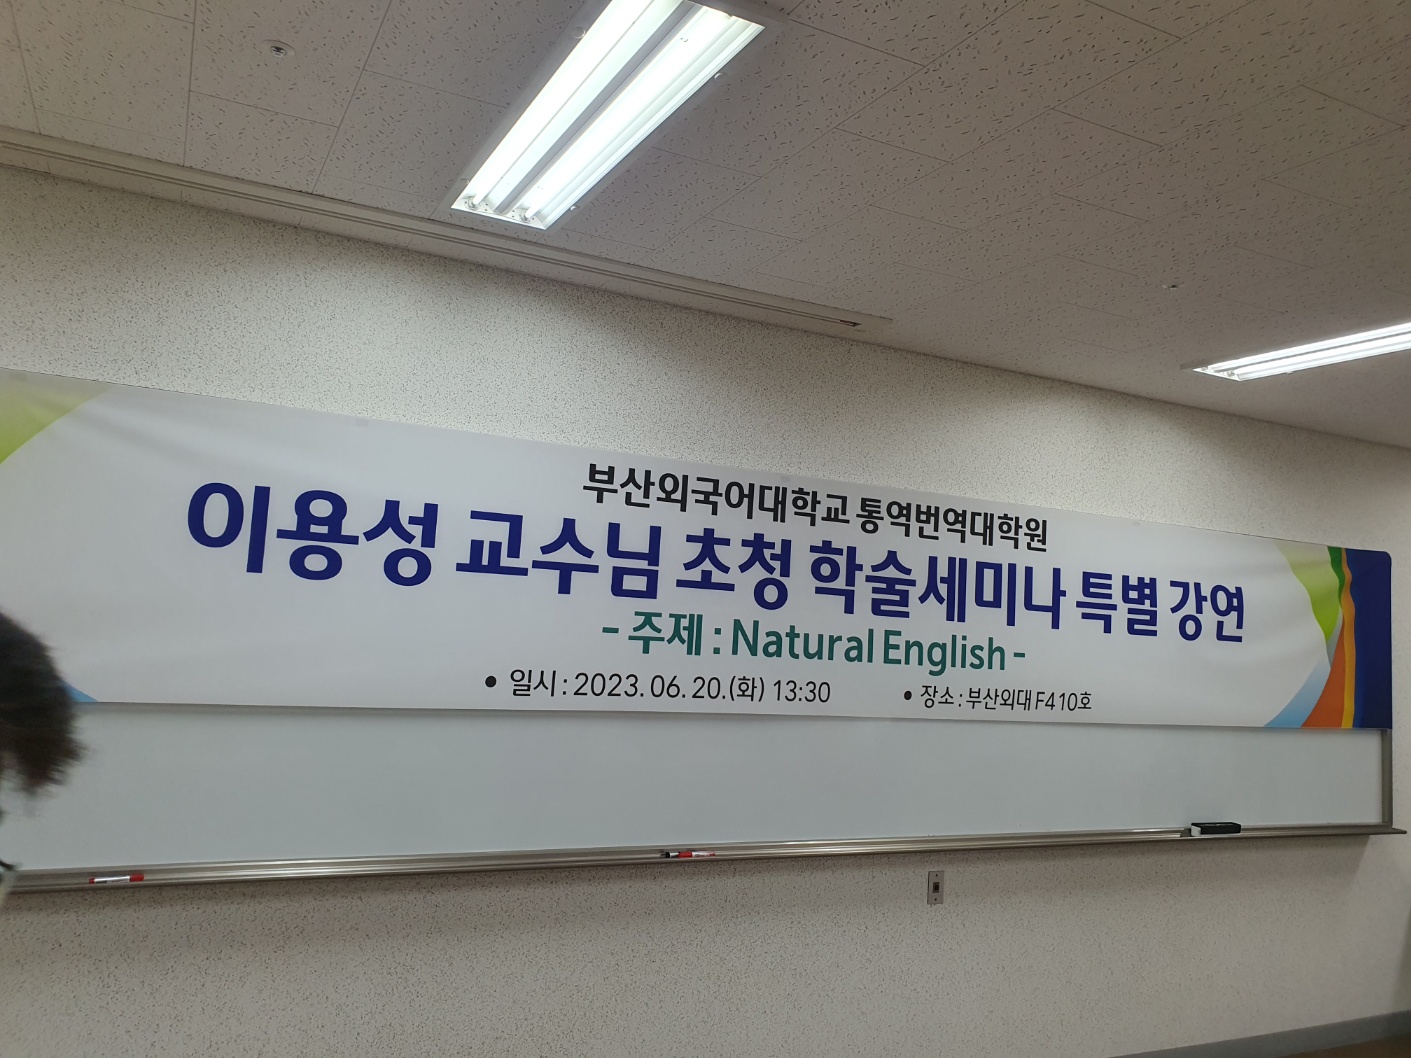 부산외국어대학교 통역번역대학원
이용성 교수님 초청 학술세미나 특별 강연
- 주제 : Natural English -
• 일시 : 2023. 06. 20.(화) 13:30 • 장소 : 부산외대 F410호